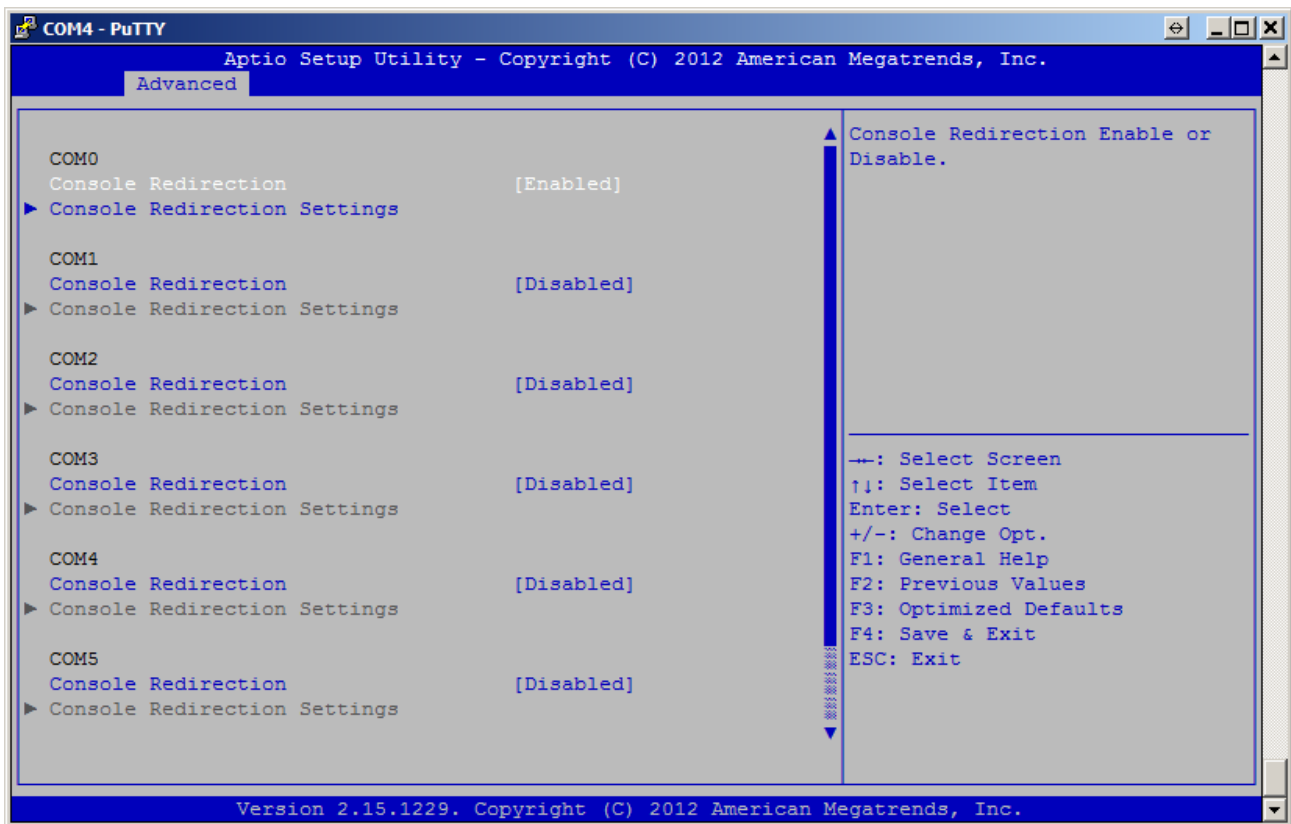 COM4 - PuTTY
Aptio Setup Utility - Copyright (C) 2012 American Megatrends, Inc.
Advanced
COM0
Console Redirection [Enabled]
► Console Redirection Settings
COM1
Console Redirection [Disabled]
► Console Redirection Settings
COM2
Console Redirection [Disabled]
► Console Redirection Settings
COM3
Console Redirection [Disabled]
► Console Redirection Settings
COM4
Console Redirection [Disabled]
► Console Redirection Settings
COM5
Console Redirection [Disabled]
► Console Redirection Settings
Console Redirection Enable or
Disable.
→←: Select Screen
↑↓: Select Item
Enter: Select
+/-: Change Opt.
F1: General Help
F2: Previous Values
F3: Optimized Defaults
F4: Save & Exit
ESC: Exit
Version 2.15.1229. Copyright (C) 2012 American Megatrends, Inc.